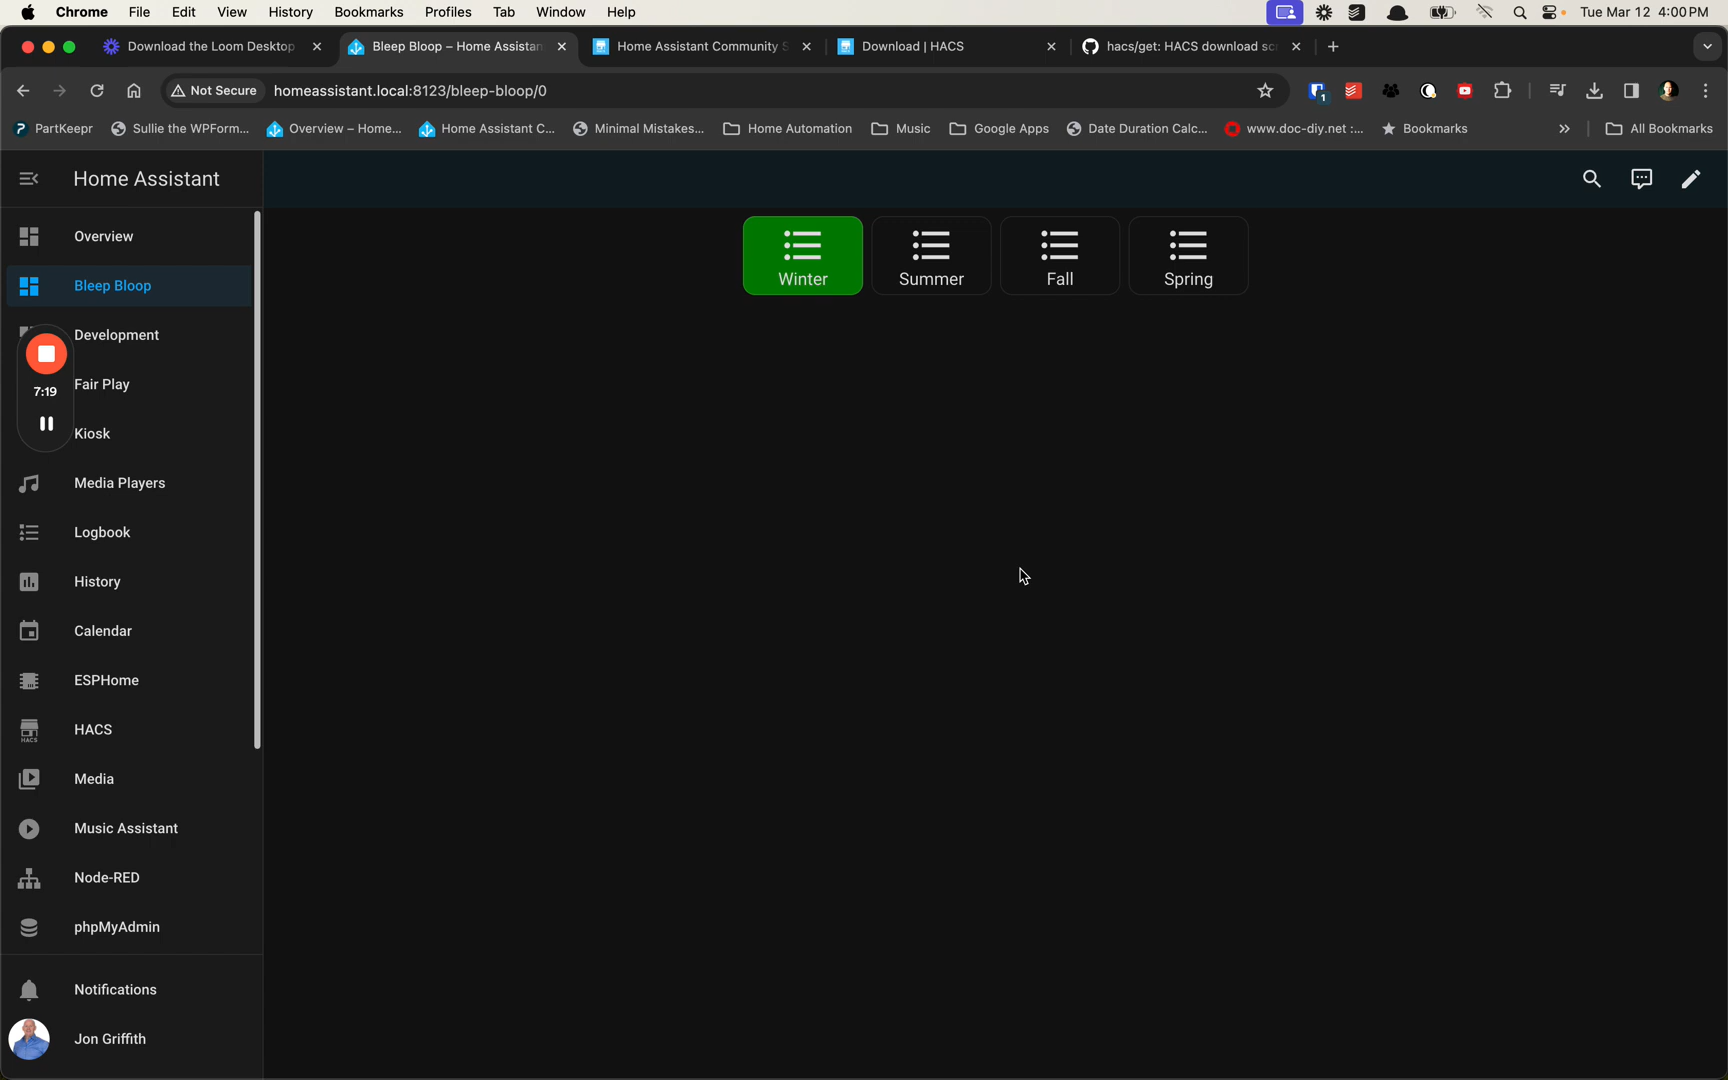 Chrome File Edit View History Bookmarks Profiles Tab Window Help Tue Mar 12 4:00 PM
Download the Loom Desktop Bleep Bloop – Home Assistan Home Assistant Community S Download | HACS hacs/get: HACS download sc
Not Secure homeassistant.local:8123/bleep-bloop/0 1
PartKeepr Sullie the WPForm... Overview – Home... Home Assistant C... Minimal Mistakes... Home Automation Music Google Apps Date Duration Calc... www.doc-diy.net :... Bookmarks » All Bookmarks
Home Assistant
Overview
Bleep Bloop
Development
7:19
Fair Play
Kiosk
Media Players
Logbook
History
Calendar
ESPHome
HACS
HACS
Media
Music Assistant
Node-RED
phpMyAdmin
Notifications
Jon Griffith
Winter Summer Fall Spring